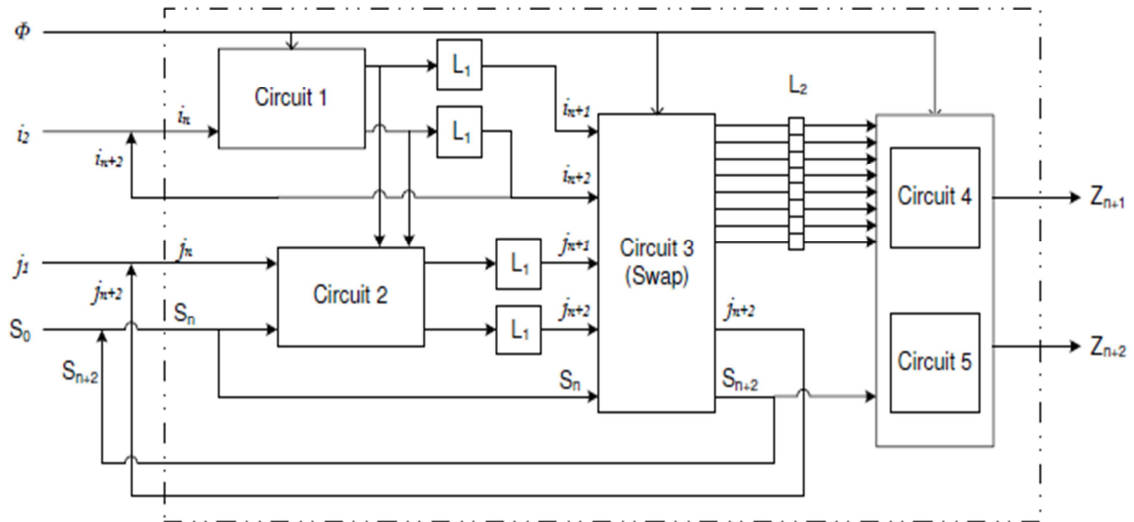 Φ
L₁
L₂
Circuit 1
iₙ₊₁
i₂
iₙ
L₁
iₙ₊₂
iₙ₊₂
Circuit 4
Zₙ₊₁
j₁
jₙ
jₙ₊₁
Circuit 3
(Swap)
L₁
Circuit 2
jₙ₊₂
jₙ₊₂
jₙ₊₂
S₀
Sₙ
L₁
Zₙ₊₂
Circuit 5
Sₙ₊₂
Sₙ
Sₙ₊₂